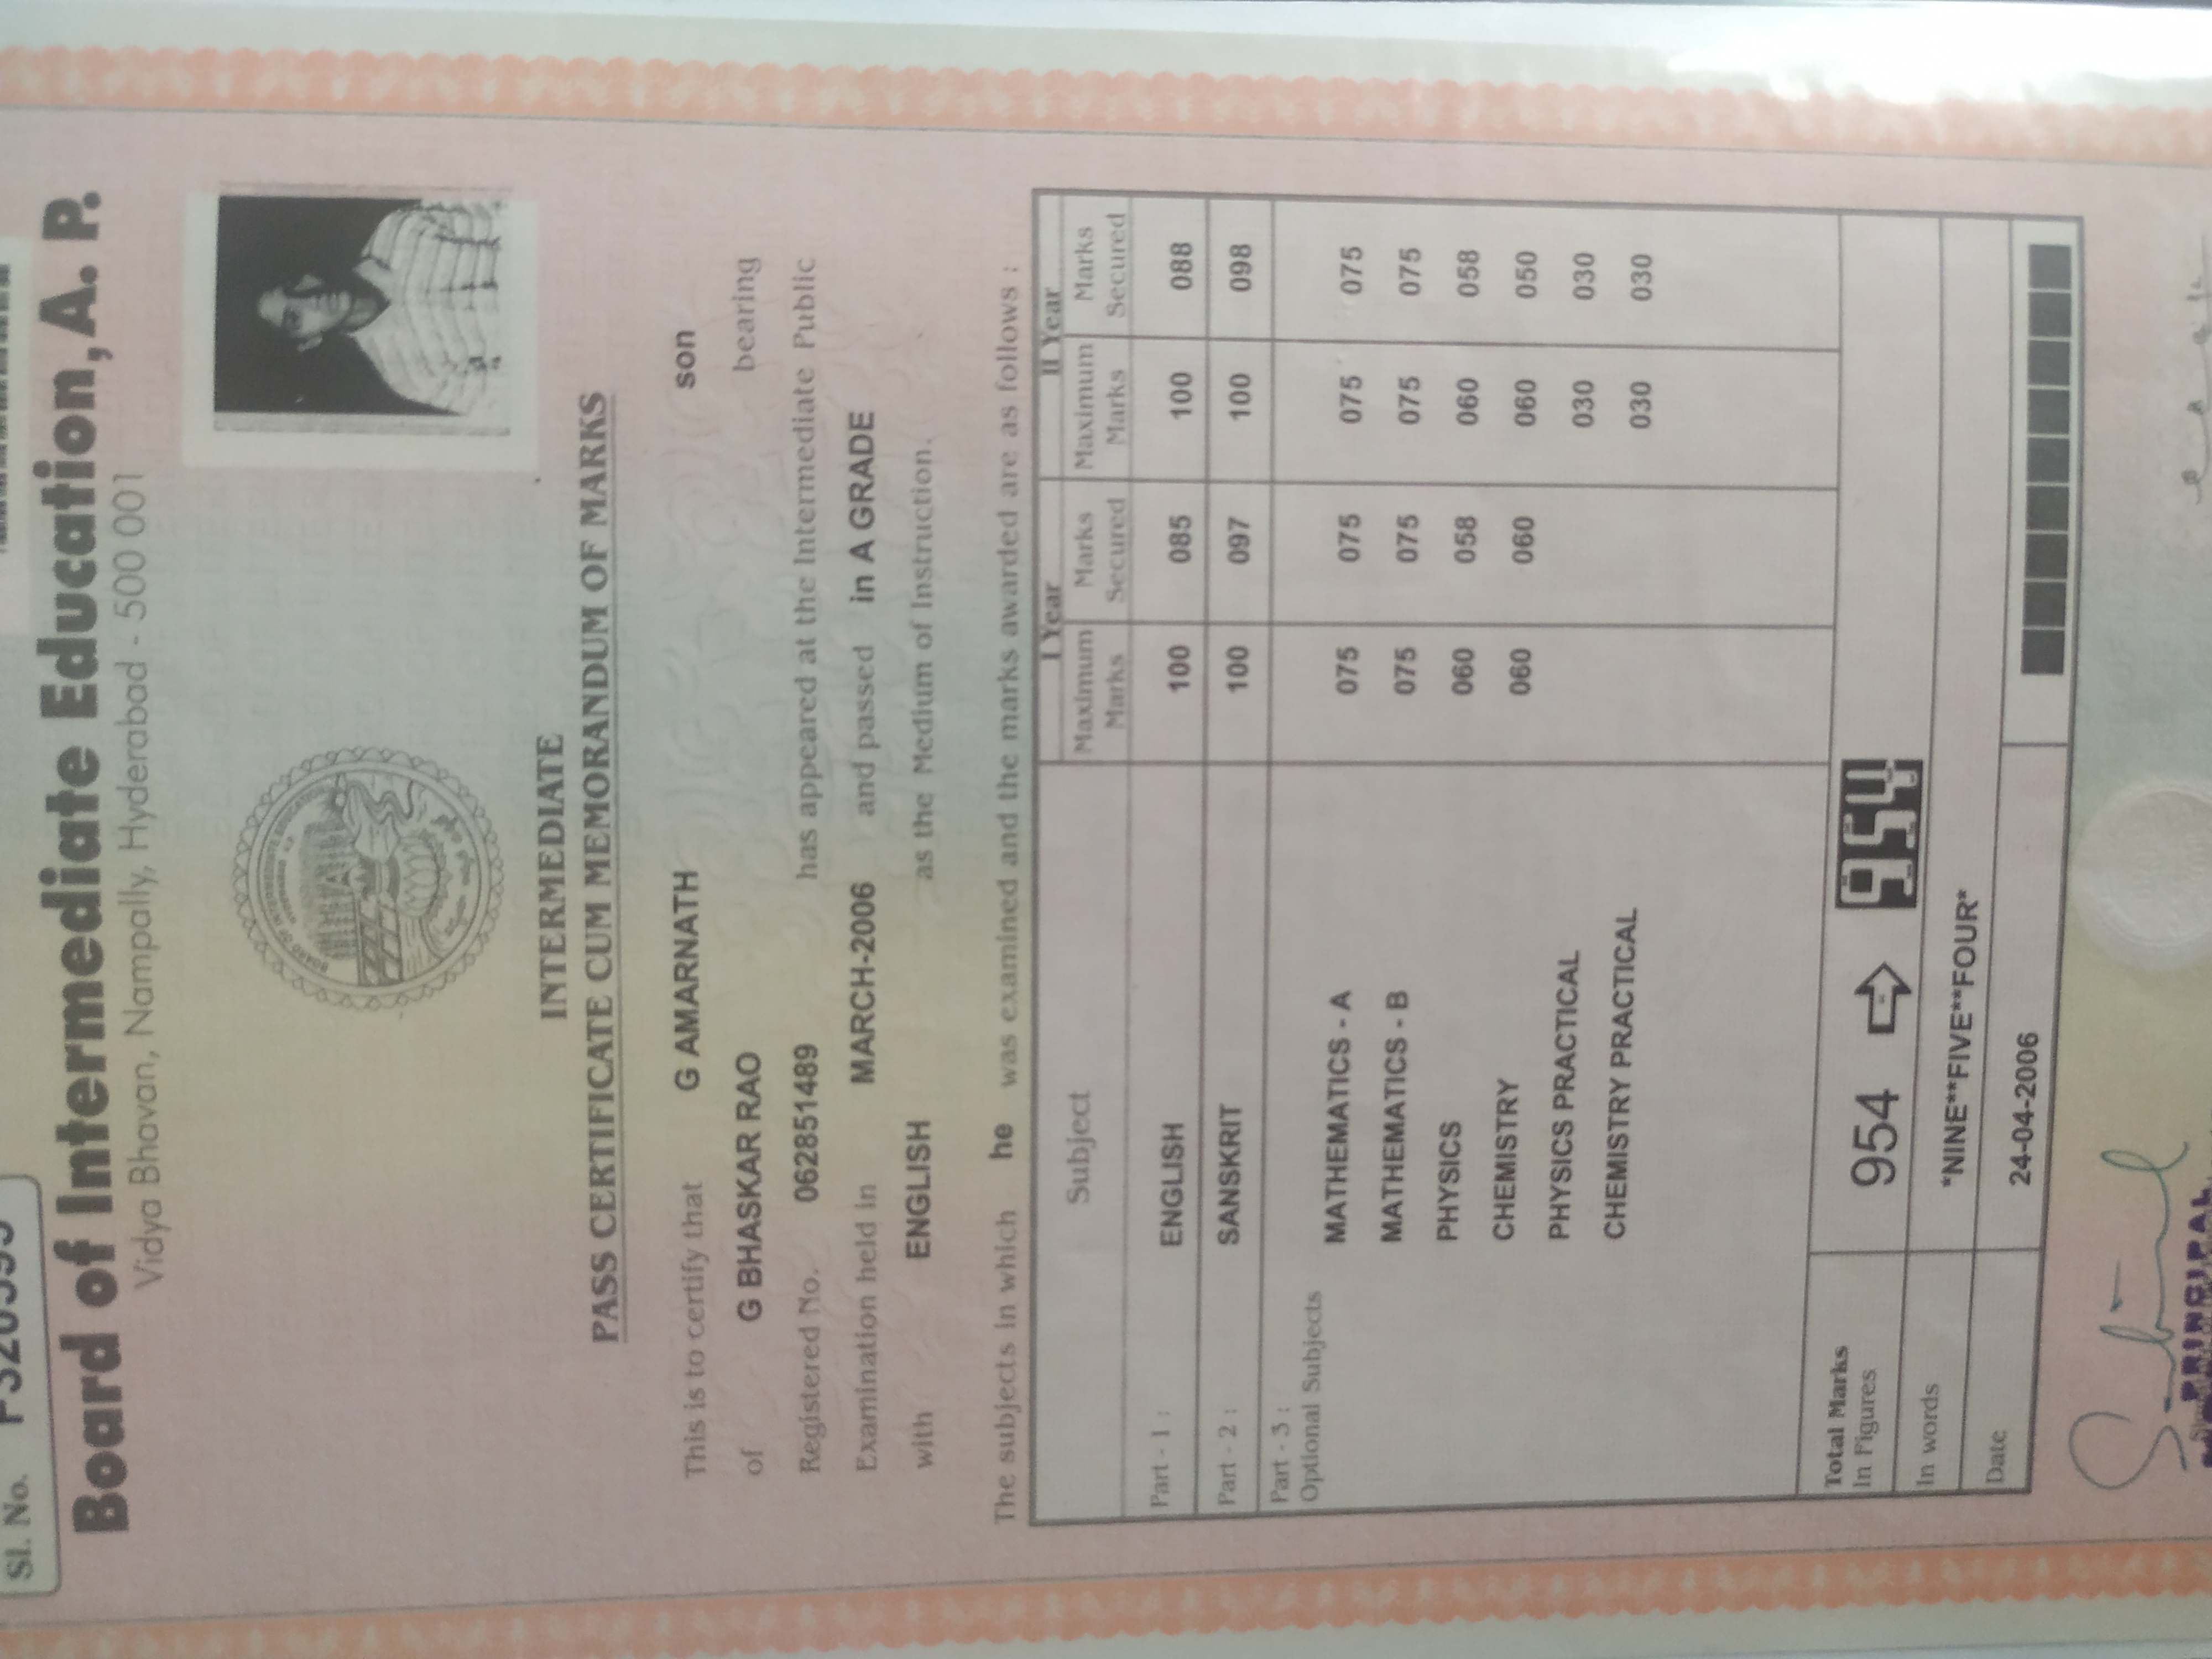 Sl. No.
Board of Intermediate Education, A. P.
Vidya Bhavan, Nampally, Hyderabad - 500 001
BOARD OF INTERMEDIATE EDUCATION
HYDERABAD A.P
INTERMEDIATE
PASS CERTIFICATE CUM MEMORANDUM OF MARKS
This is to certify that G AMARNATH son
of G BHASKAR RAO bearing
Registered No. 062851489 has appeared at the Intermediate Public
Examination held in MARCH-2006 and passed in A GRADE
with ENGLISH as the Medium of Instruction.
The subjects in which he was examined and the marks awarded are as follows :
Subject I Year II Year
Maximum Marks Marks Secured Maximum Marks Marks Secured
Part - 1 : ENGLISH 100 085 100 088
Part - 2 : SANSKRIT 100 097 100 098
Part - 3 :
Optional Subjects
MATHEMATICS - A 075 075 075 075
MATHEMATICS - B 075 075 075 075
PHYSICS 060 058 060 058
CHEMISTRY 060 060 060 050
PHYSICS PRACTICAL 030 030
CHEMISTRY PRACTICAL 030 030
Total Marks
In Figures 954 954
In words *NINE**FIVE**FOUR*
Date 24-04-2006
PRINCIPAL